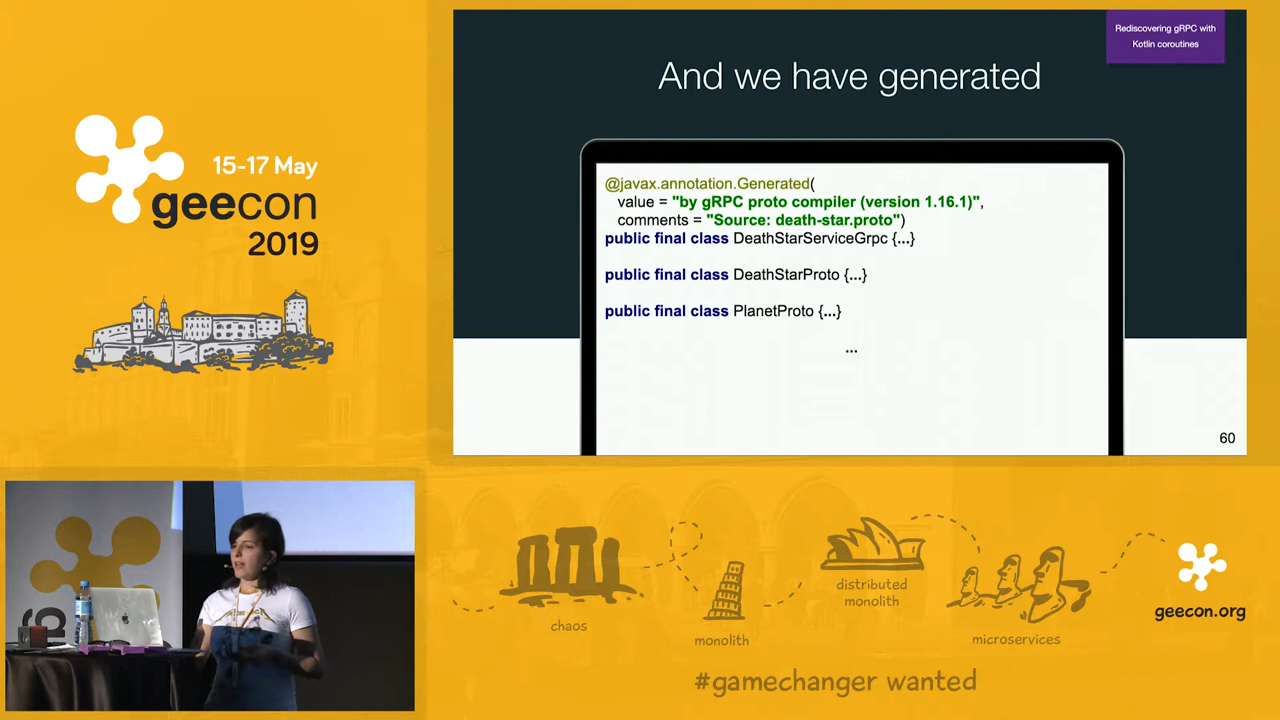 15-17 May
geecon
2019
Rediscovering gRPC with
Kotlin coroutines
And we have generated
@javax.annotation.Generated(
value = "by gRPC proto compiler (version 1.16.1)",
comments = "Source: death-star.proto")
public final class DeathStarServiceGrpc {...}
public final class DeathStarProto {...}
public final class PlanetProto {...}
...
60
chaos
monolith
distributed
monolith
microservices
geecon.org
#gamechanger wanted